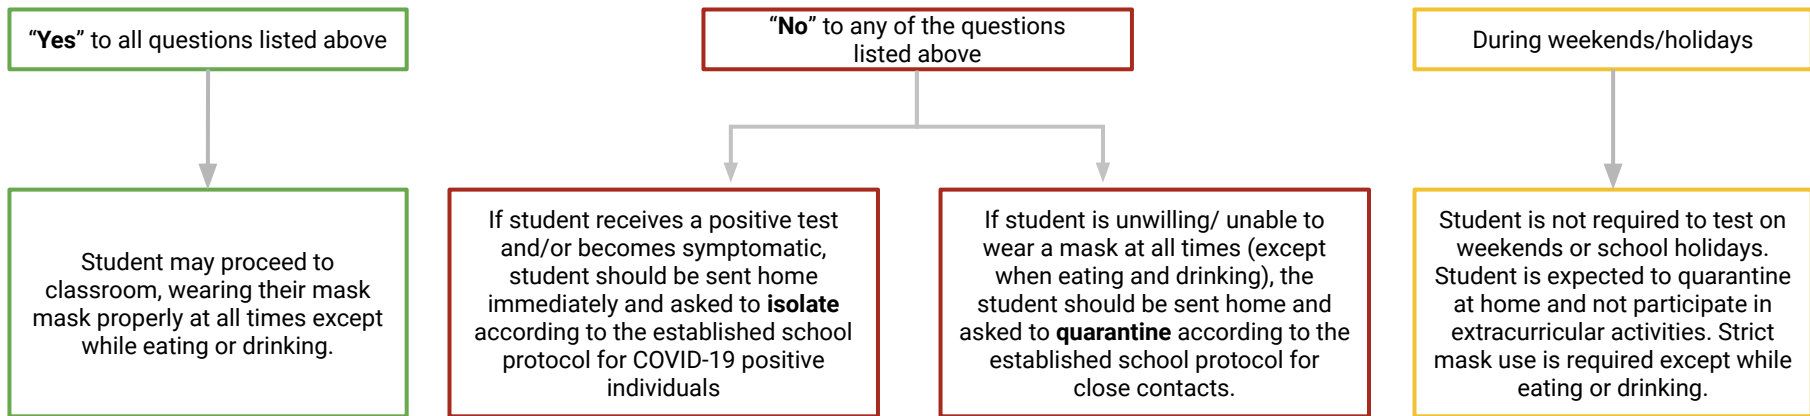 “Yes” to all questions listed above
“No” to any of the questions
listed above
During weekends/holidays
Student may proceed to
classroom, wearing their mask
mask properly at all times except
while eating or drinking.
If student receives a positive test
and/or becomes symptomatic,
student should be sent home
immediately and asked to isolate
according to the established school
protocol for COVID-19 positive
individuals
If student is unwilling/ unable to
wear a mask at all times (except
when eating and drinking), the
student should be sent home and
asked to quarantine according to the
established school protocol for
close contacts.
Student is not required to test on
weekends or school holidays.
Student is expected to quarantine
at home and not participate in
extracurricular activities. Strict
mask use is required except while
eating or drinking.